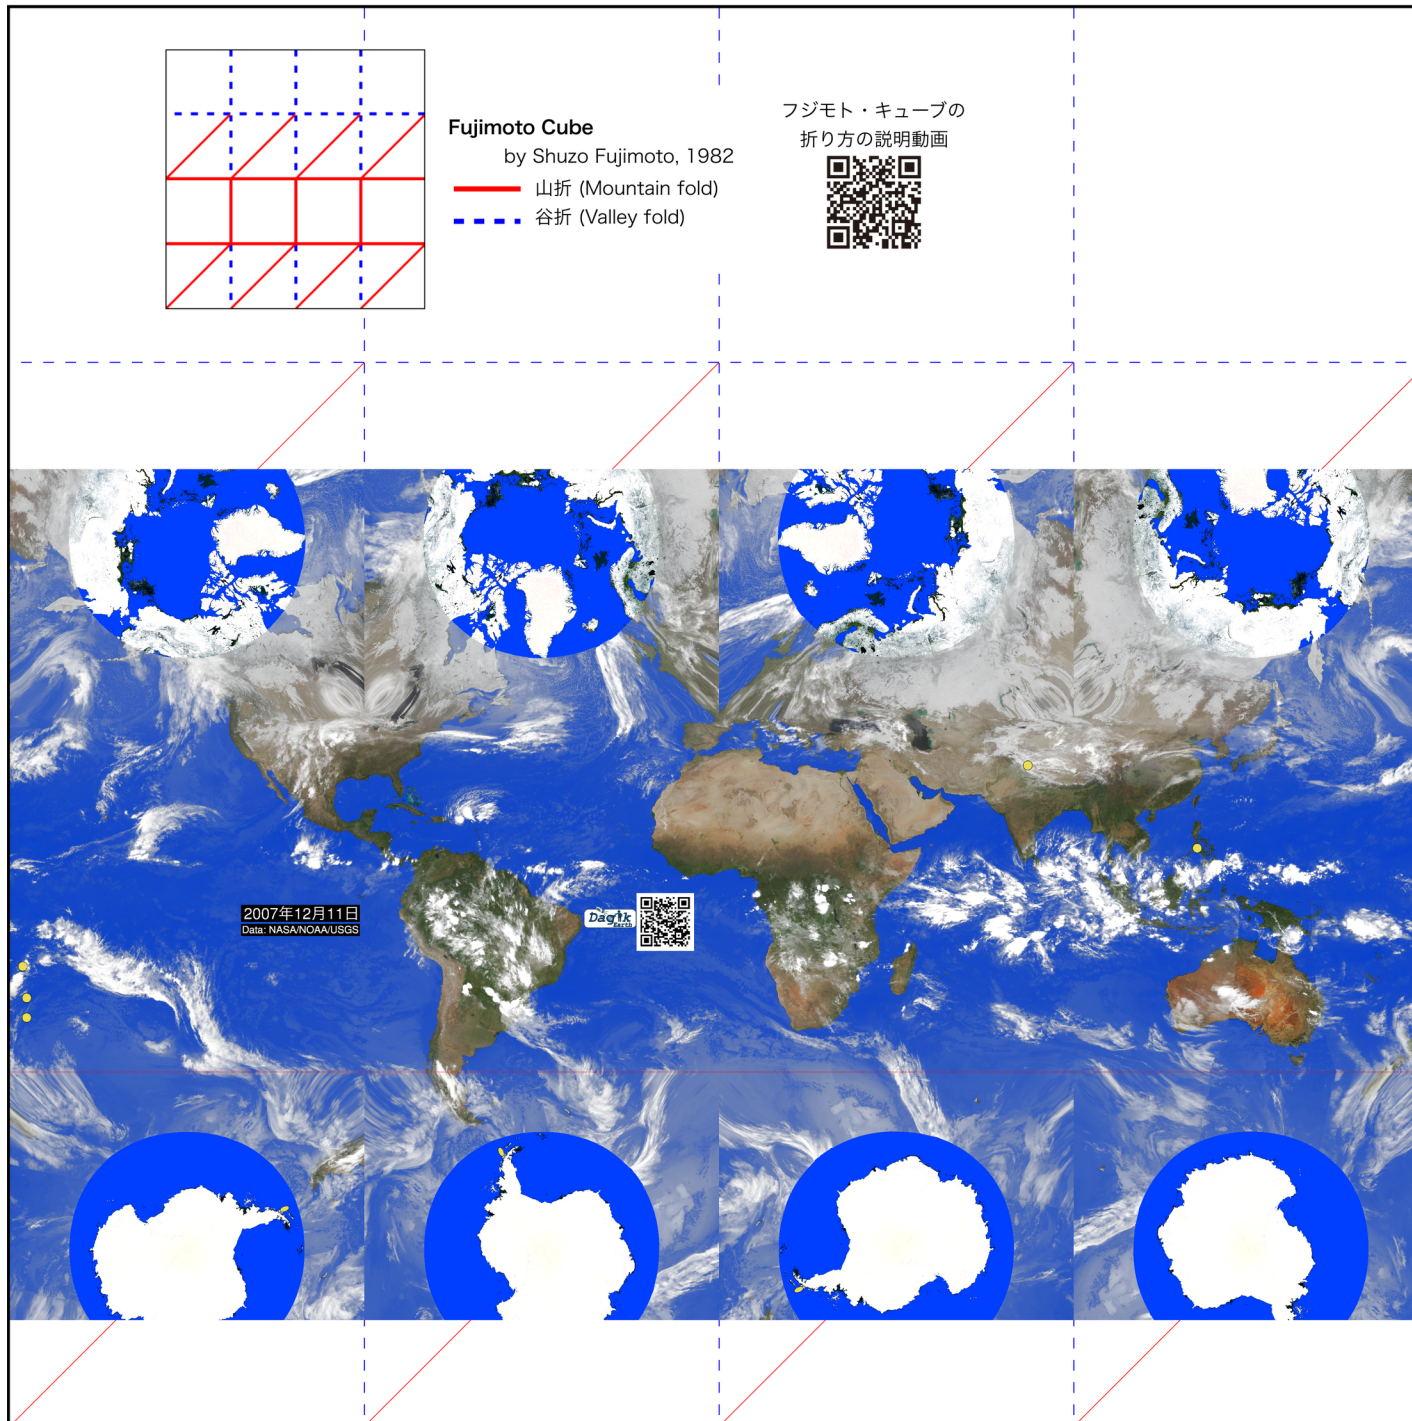 Fujimoto Cube
by Shuzo Fujimoto, 1982
山折 (Mountain fold)
谷折 (Valley fold)
フジモト・キューブの
折り方の説明動画
2007年12月11日
Data: NASA/NOAA/USGS
Dagik
Earth